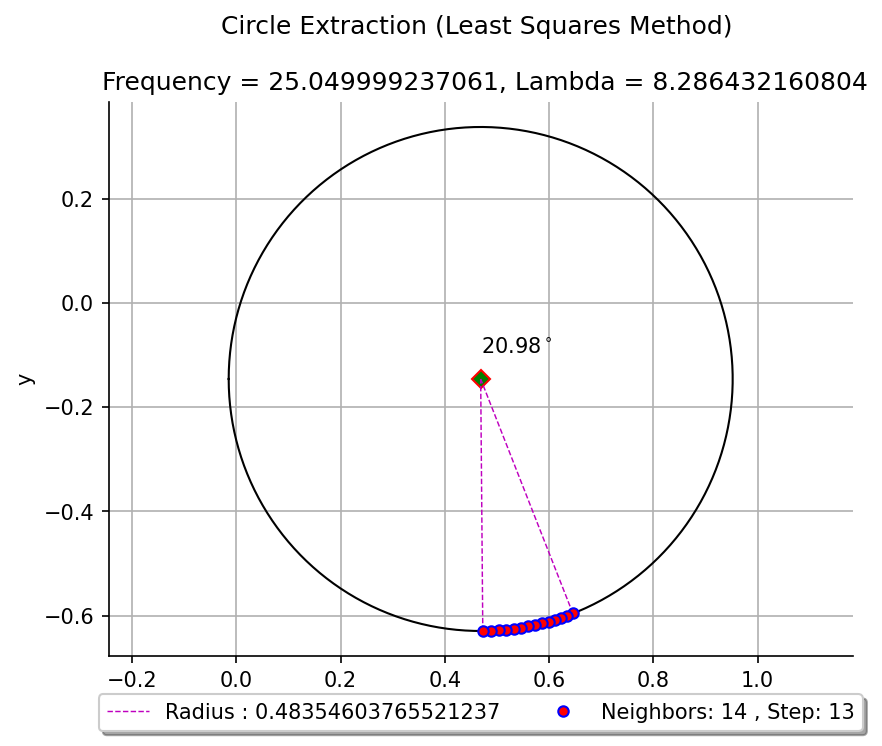 Circle Extraction (Least Squares Method)
Frequency = 25.049999237061, Lambda = 8.286432160804
0.2
0.0
−0.2
−0.4
−0.6
y
20.98°
−0.2 0.0 0.2 0.4 0.6 0.8 1.0
Radius : 0.48354603765521237 Neighbors: 14 , Step: 13